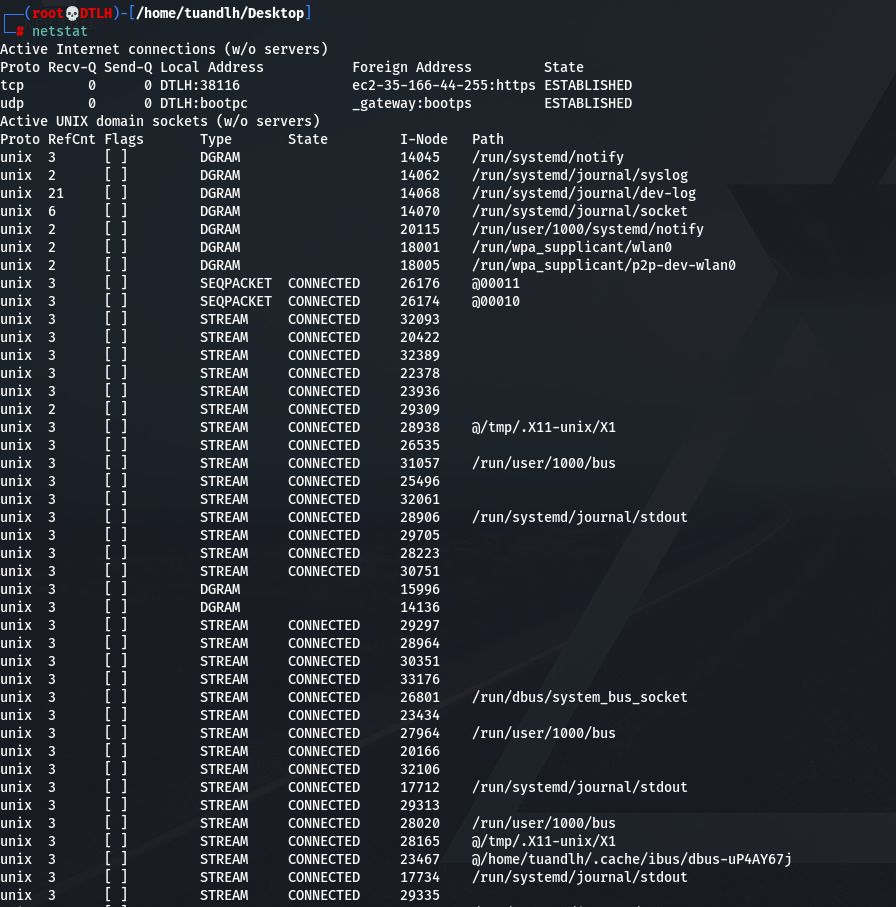 ┌──(root💀DTLH)-[/home/tuandlh/Desktop]
└─# netstat
Active Internet connections (w/o servers)
Proto Recv-Q Send-Q Local Address           Foreign Address         State
tcp        0      0 DTLH:38116              ec2-35-166-44-255:https ESTABLISHED
udp        0      0 DTLH:bootpc             _gateway:bootps         ESTABLISHED
Active UNIX domain sockets (w/o servers)
Proto RefCnt Flags       Type       State         I-Node   Path
unix  3      [ ]         DGRAM                    14045    /run/systemd/notify
unix  2      [ ]         DGRAM                    14062    /run/systemd/journal/syslog
unix  21     [ ]         DGRAM                    14068    /run/systemd/journal/dev-log
unix  6      [ ]         DGRAM                    14070    /run/systemd/journal/socket
unix  2      [ ]         DGRAM                    20115    /run/user/1000/systemd/notify
unix  2      [ ]         DGRAM                    18001    /run/wpa_supplicant/wlan0
unix  2      [ ]         DGRAM                    18005    /run/wpa_supplicant/p2p-dev-wlan0
unix  3      [ ]         SEQPACKET  CONNECTED     26176    @00011
unix  3      [ ]         SEQPACKET  CONNECTED     26174    @00010
unix  3      [ ]         STREAM     CONNECTED     32093
unix  3      [ ]         STREAM     CONNECTED     20422
unix  3      [ ]         STREAM     CONNECTED     32389
unix  3      [ ]         STREAM     CONNECTED     22378
unix  3      [ ]         STREAM     CONNECTED     23936
unix  2      [ ]         STREAM     CONNECTED     29309
unix  3      [ ]         STREAM     CONNECTED     28938    @/tmp/.X11-unix/X1
unix  3      [ ]         STREAM     CONNECTED     26535
unix  3      [ ]         STREAM     CONNECTED     31057    /run/user/1000/bus
unix  3      [ ]         STREAM     CONNECTED     25496
unix  3      [ ]         STREAM     CONNECTED     32061
unix  3      [ ]         STREAM     CONNECTED     28906    /run/systemd/journal/stdout
unix  3      [ ]         STREAM     CONNECTED     29705
unix  3      [ ]         STREAM     CONNECTED     28223
unix  3      [ ]         STREAM     CONNECTED     30751
unix  3      [ ]         DGRAM                    15996
unix  3      [ ]         DGRAM                    14136
unix  3      [ ]         STREAM     CONNECTED     29297
unix  3      [ ]         STREAM     CONNECTED     28964
unix  3      [ ]         STREAM     CONNECTED     30351
unix  3      [ ]         STREAM     CONNECTED     33176
unix  3      [ ]         STREAM     CONNECTED     26801    /run/dbus/system_bus_socket
unix  3      [ ]         STREAM     CONNECTED     23434
unix  3      [ ]         STREAM     CONNECTED     27964    /run/user/1000/bus
unix  3      [ ]         STREAM     CONNECTED     20166
unix  3      [ ]         STREAM     CONNECTED     32106
unix  3      [ ]         STREAM     CONNECTED     17712    /run/systemd/journal/stdout
unix  3      [ ]         STREAM     CONNECTED     29313
unix  3      [ ]         STREAM     CONNECTED     28020    /run/user/1000/bus
unix  3      [ ]         STREAM     CONNECTED     28165    @/tmp/.X11-unix/X1
unix  3      [ ]         STREAM     CONNECTED     23467    @/home/tuandlh/.cache/ibus/dbus-uP4AY67j
unix  3      [ ]         STREAM     CONNECTED     17734    /run/systemd/journal/stdout
unix  3      [ ]         STREAM     CONNECTED     29335